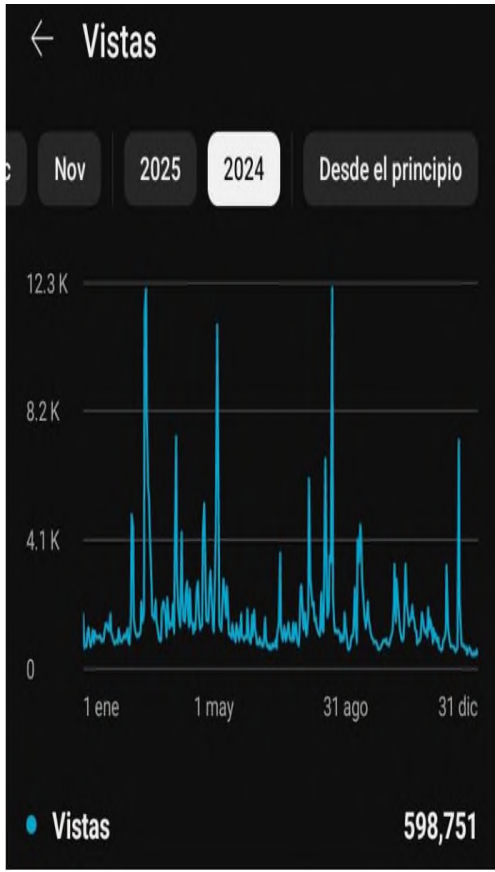 Vistas
c Nov 2025 2024 Desde el principio
12.3 K
8.2 K
4.1 K
0
1 ene 1 may 31 ago 31 dic
Vistas 598,751